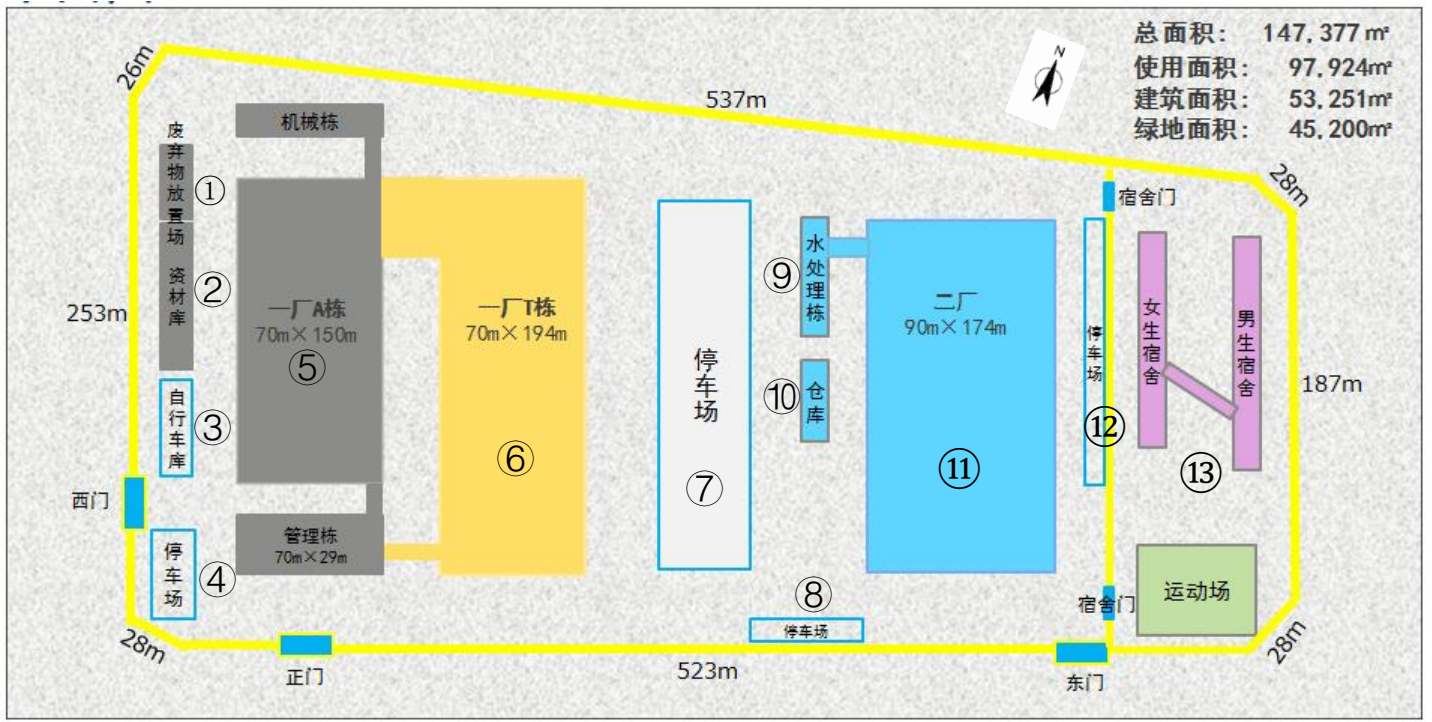 总面积: 147,377㎡
使用面积: 97,924㎡
建筑面积: 53,251㎡
绿地面积: 45,200㎡
N
26m
537m
28m
253m
187m
28m
523m
28m
机械栋
废弃物放置场
①
资材库
②
自行车库
③
西门
停车场
④
一厂A栋
70m×150m
⑤
管理栋
70m×29m
一厂T栋
70m×194m
⑥
停车场
⑦
停车场
⑧
水处理栋
⑨
仓库
⑩
二厂
90m×174m
⑪
停车场
⑫
宿舍门
女生宿舍
男生宿舍
⑬
宿舍门
运动场
正门
东门